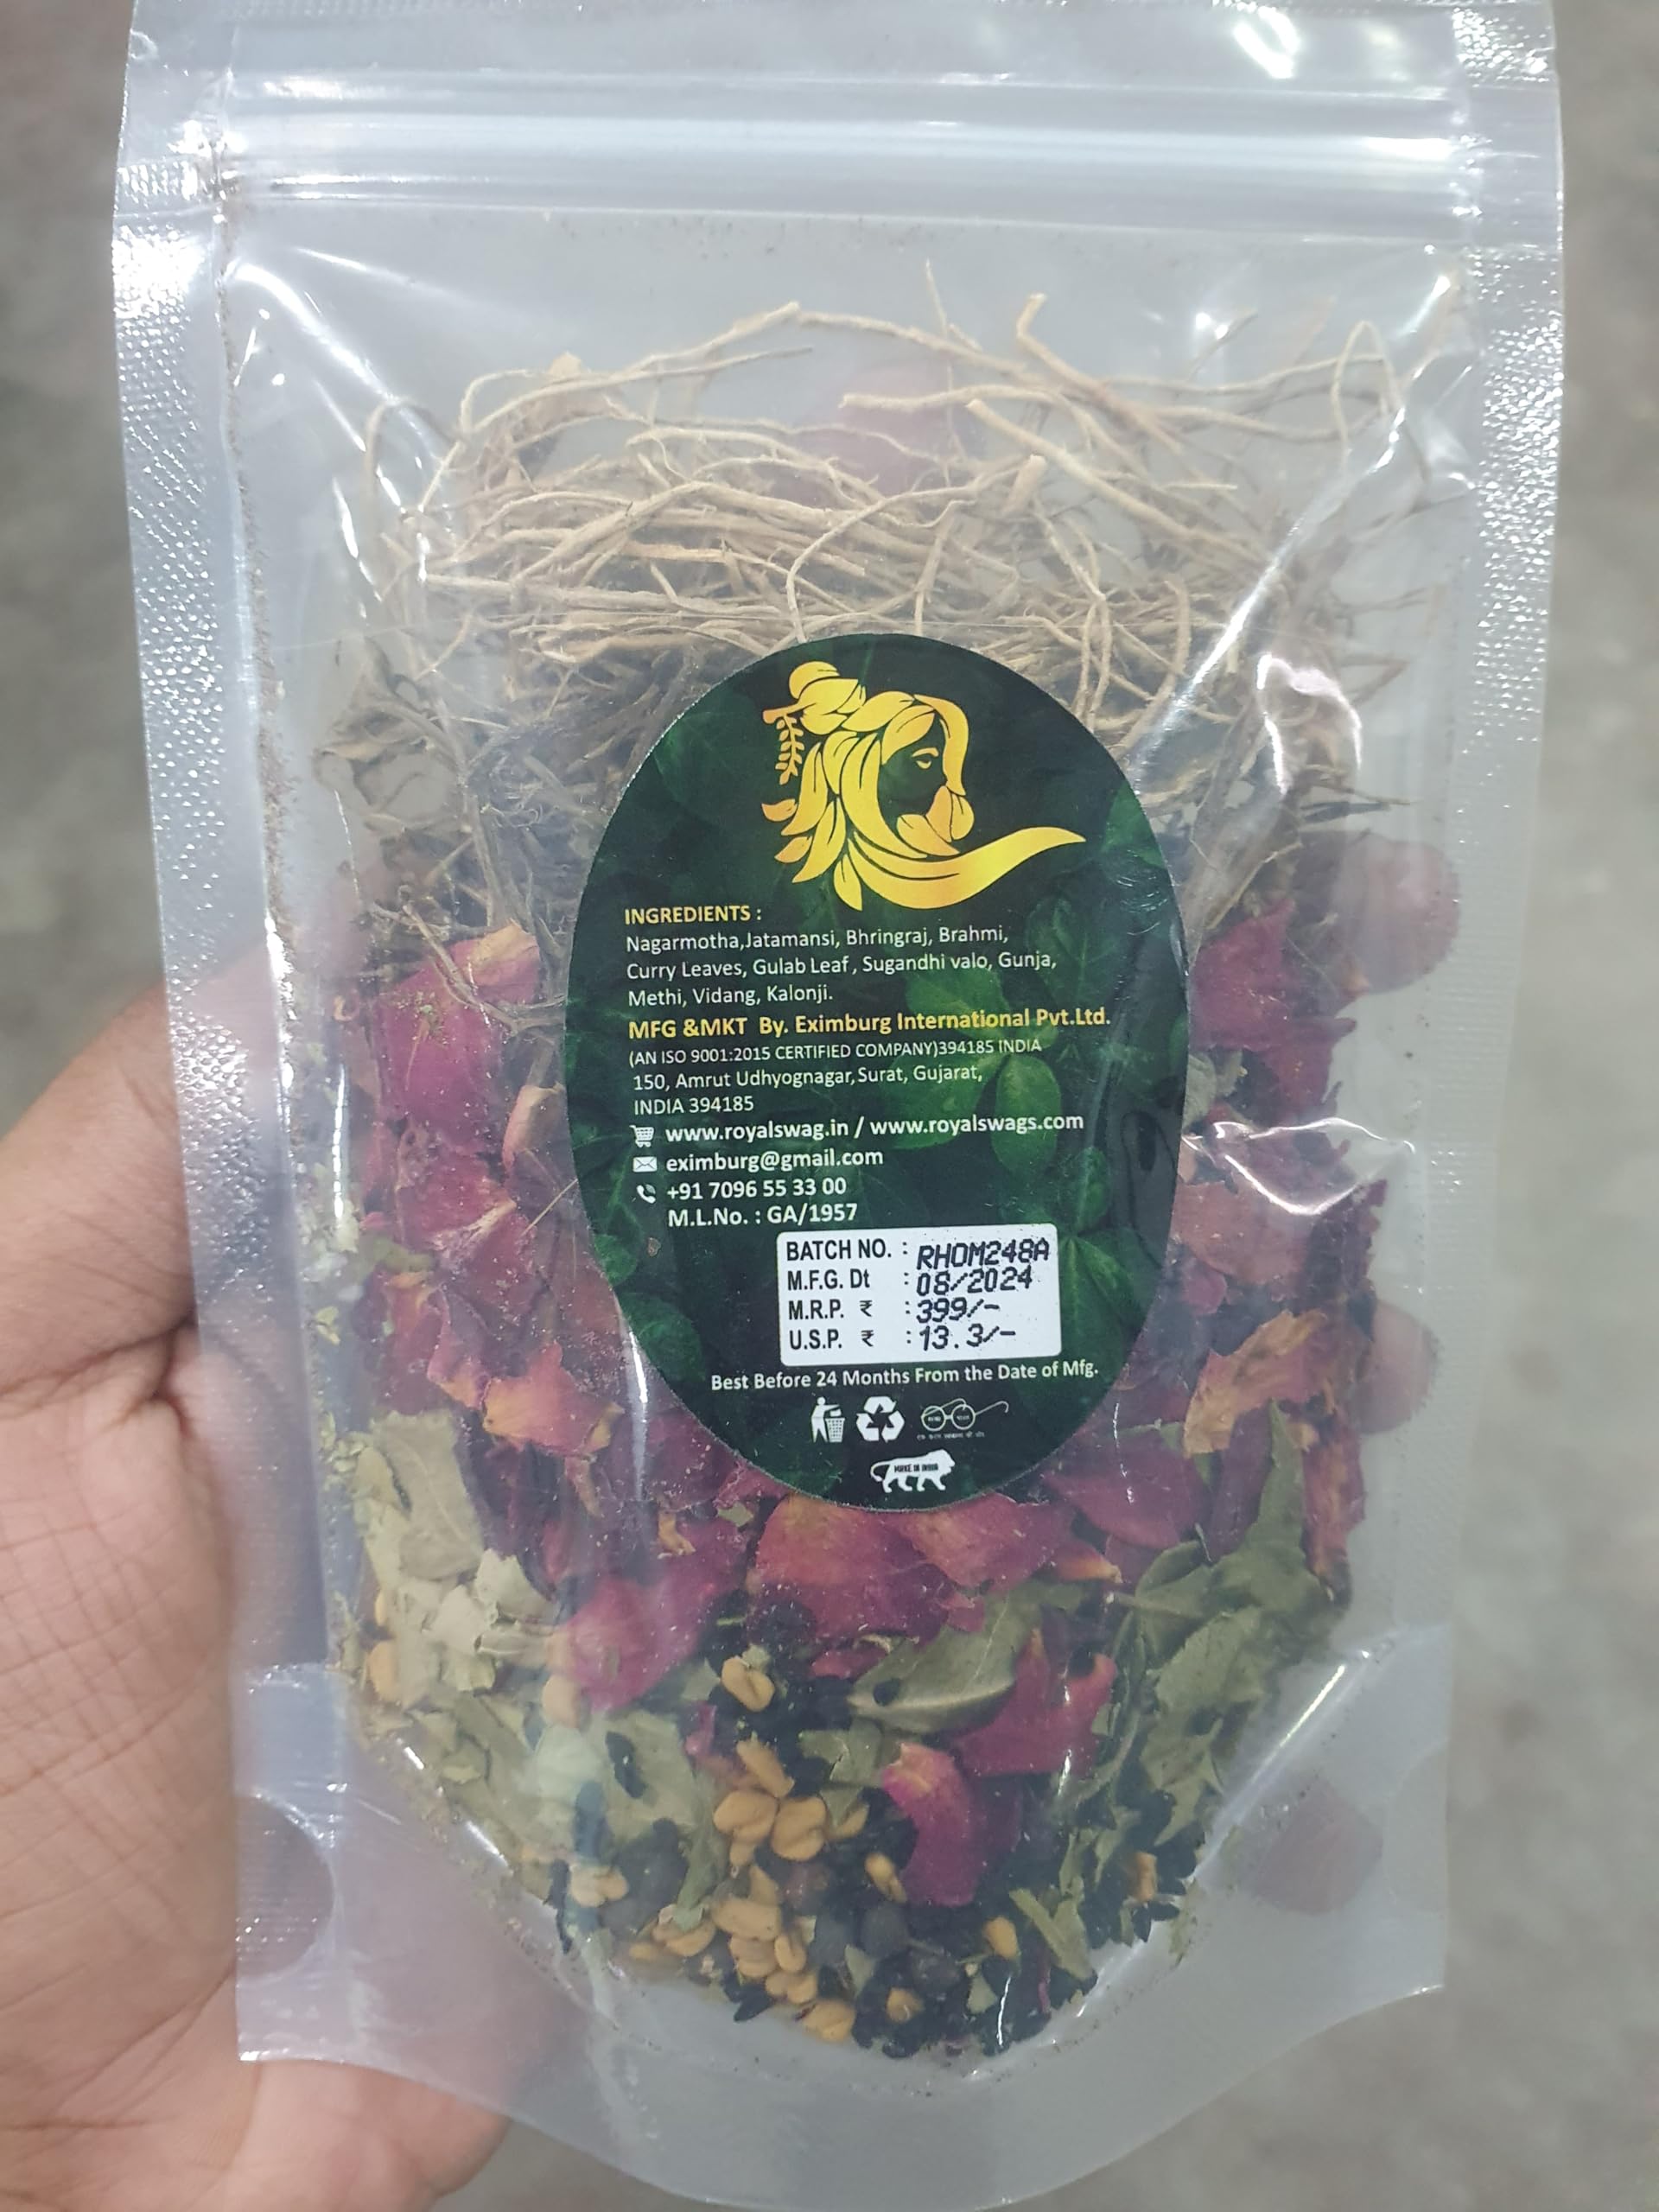 INGREDIENTS :
Nagarmotha,Jatamansi, Bhringraj, Brahmi,
Curry Leaves, Gulab Leaf, Sugandhi valo, Gunja,
Methi, Vidang, Kalonji.
MFG &MKT By. Eximburg International Pvt.Ltd.
(AN ISO 9001:2015 CERTIFIED COMPANY)394185 INDIA
150, Amrut Udhyognagar, Surat, Gujarat,
INDIA 394185
www.royalswag.in / www.royalswags.com
eximburg@gmail.com
+91 7096 55 33 00
M.L.No. : GA/1957
BATCH NO. : RHOM248A
M.F.G. Dt : 08/2024
M.R.P. ₹ : 399/-
U.S.P. ₹ : 13.3/-
Best Before 24 Months From the Date of Mfg.
MAKE IN INDIA